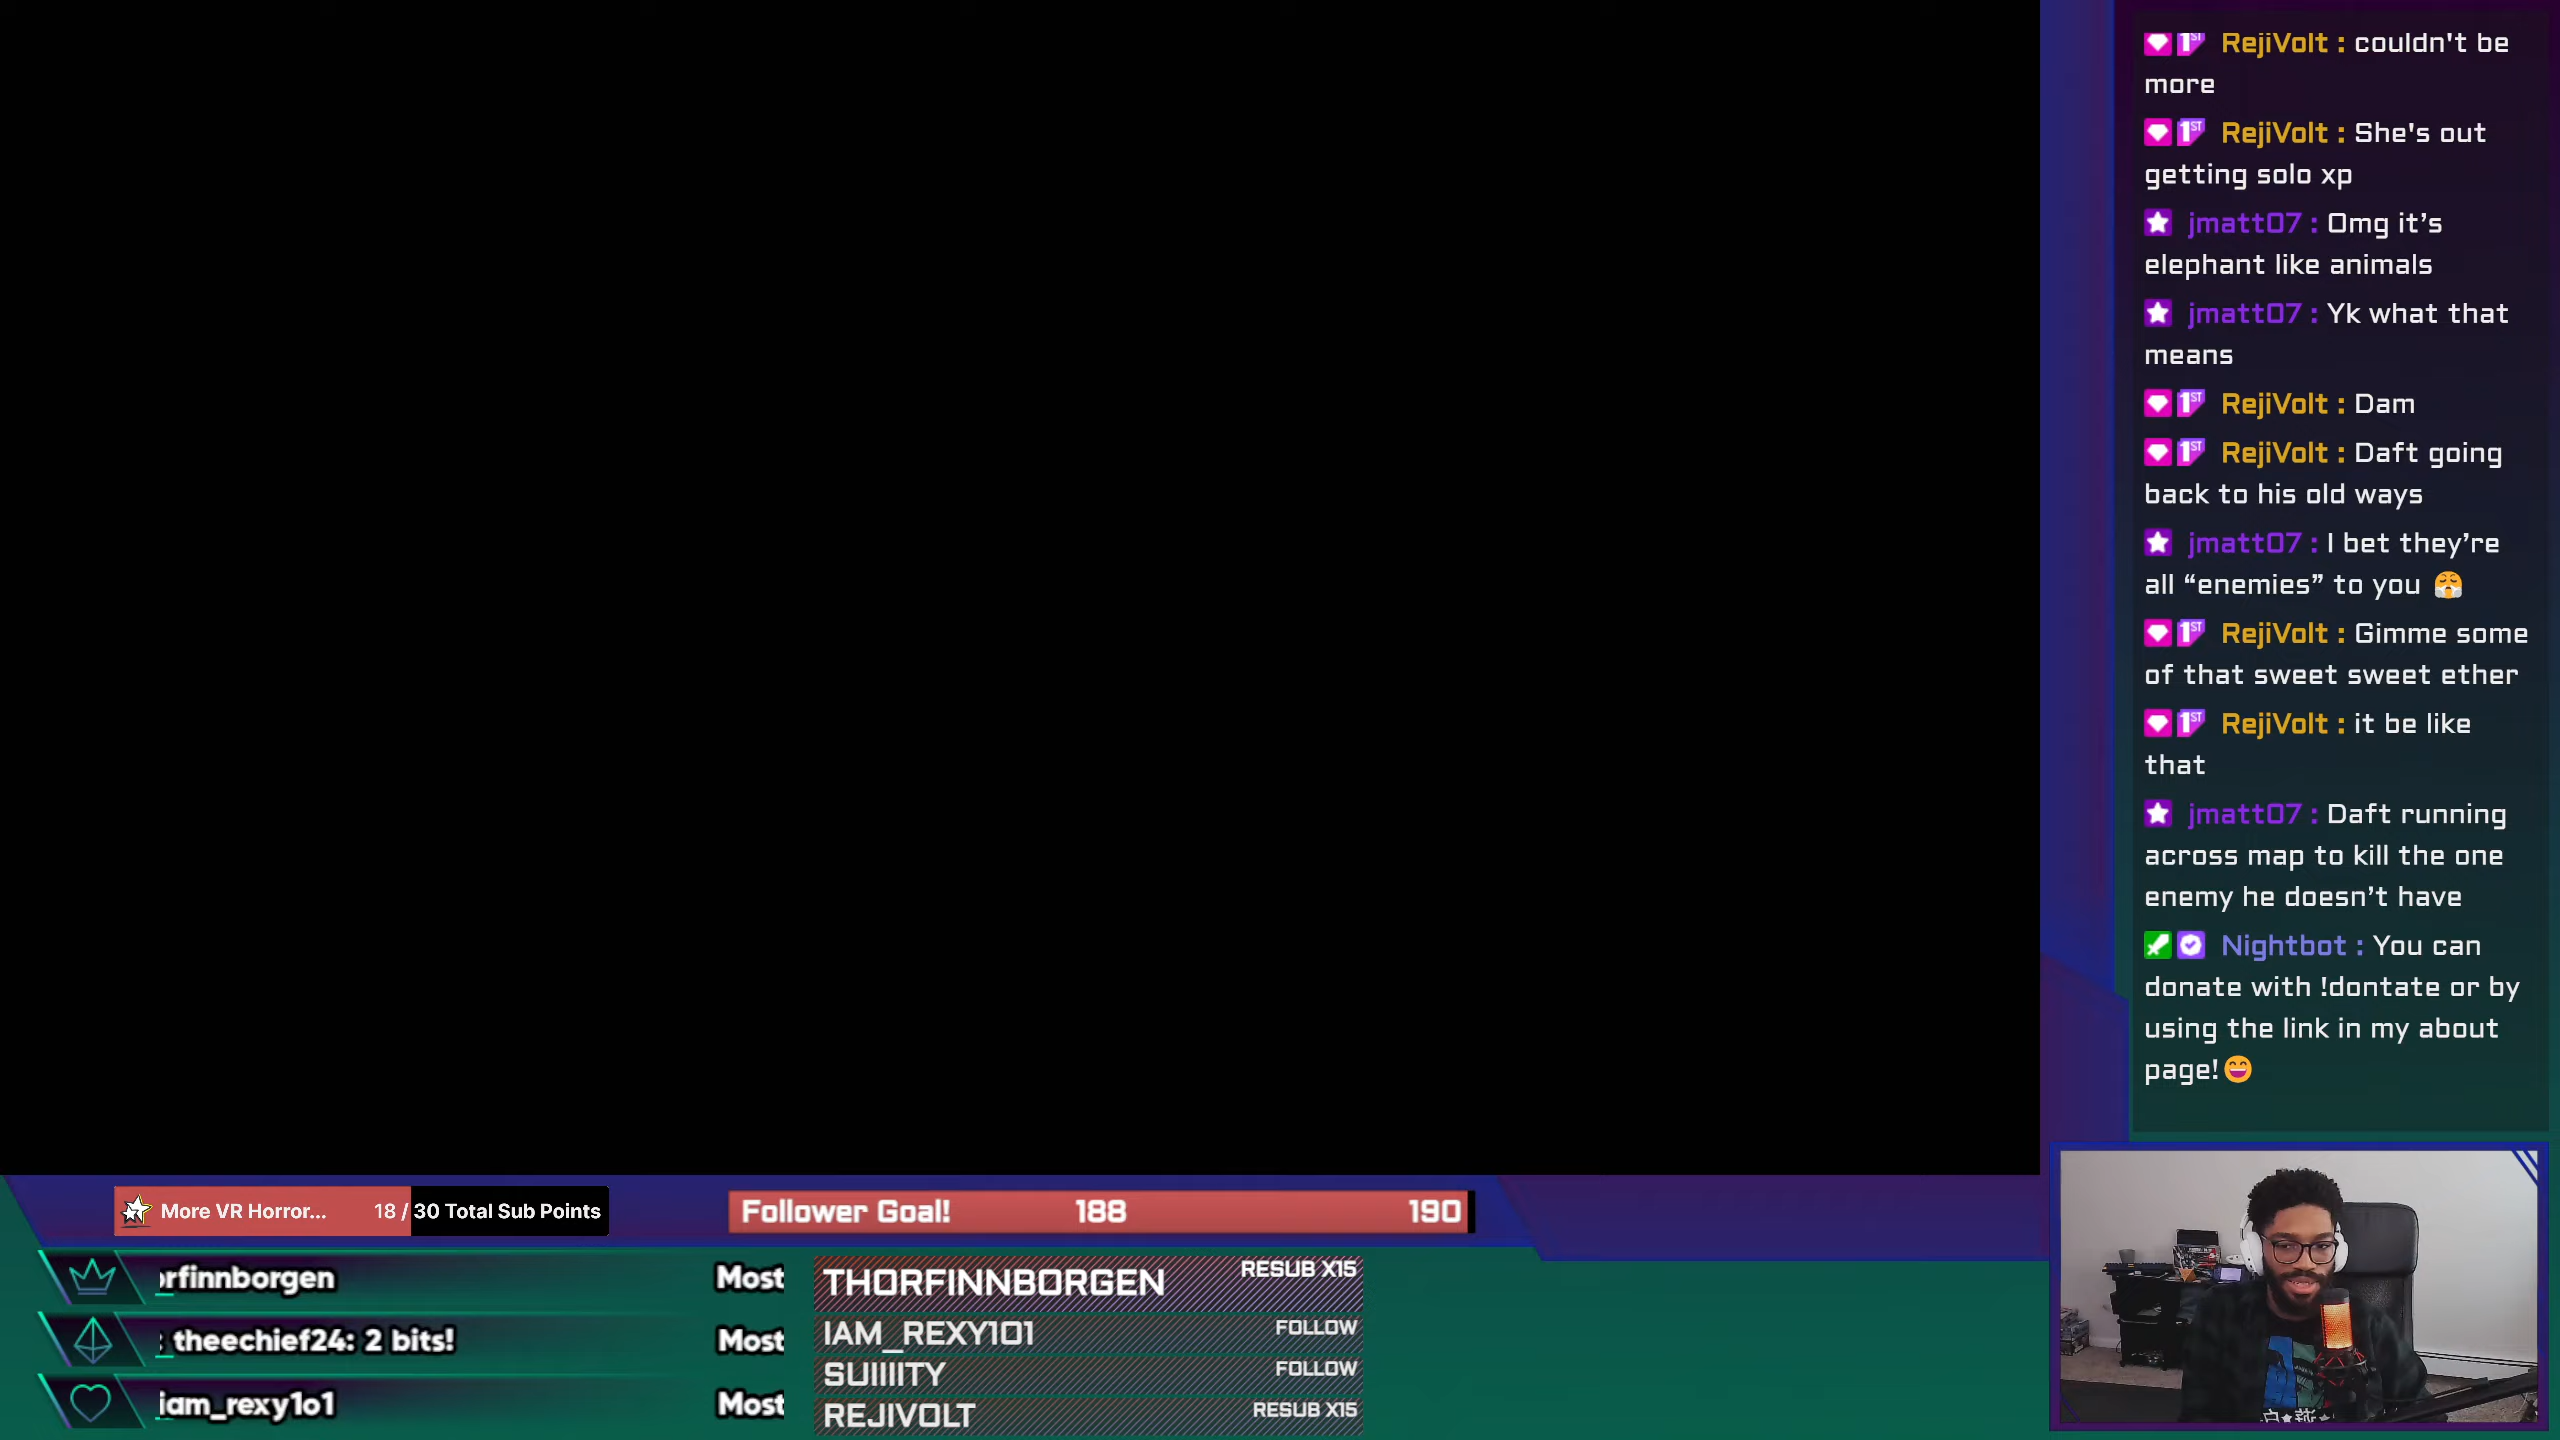 RejiVolt : couldn't be
more
RejiVolt : She's out
getting solo xp
jmatt07 : Omg it’s
elephant like animals
jmatt07 : Yk what that
means
RejiVolt : Dam
RejiVolt : Daft going
back to his old ways
jmatt07 : I bet they’re
all “enemies” to you 😤
RejiVolt : Gimme some
of that sweet sweet ether
RejiVolt : it be like
that
jmatt07 : Daft running
across map to kill the one
enemy he doesn’t have
Nightbot : You can
donate with !dontate or by
using the link in my about
page!😄
More VR Horror... 18 / 30 Total Sub Points
Follower Goal! 188 190
rfinnborgen Most
: theechief24: 2 bits! Most
iam_rexy1o1 Most
THORFINNBORGEN RESUB X15
IAM_REXY1O1 FOLLOW
SUIIIITY FOLLOW
REJIVOLT RESUB X15